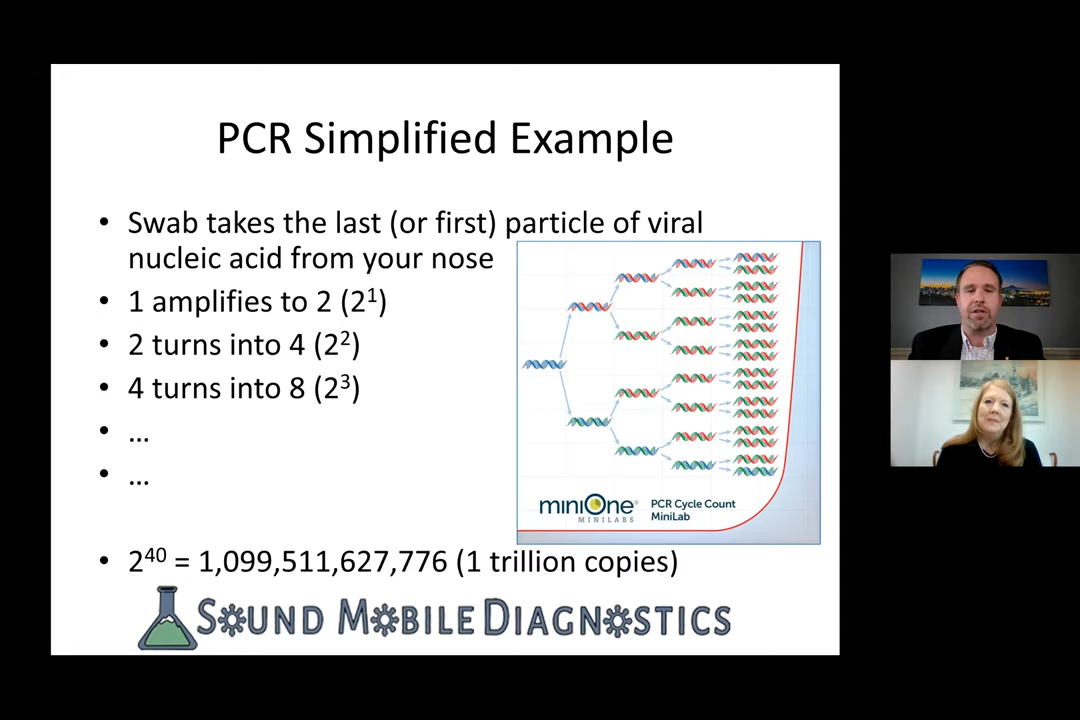 PCR Simplified Example
• Swab takes the last (or first) particle of viral
nucleic acid from your nose
• 1 amplifies to 2 (2¹)
• 2 turns into 4 (2²)
• 4 turns into 8 (2³)
• ...
• ...
miniOne®
MINILABS
PCR Cycle Count
MiniLab
• 2⁴⁰ = 1,099,511,627,776 (1 trillion copies)
SOUND MOBILE DIAGNOSTICS